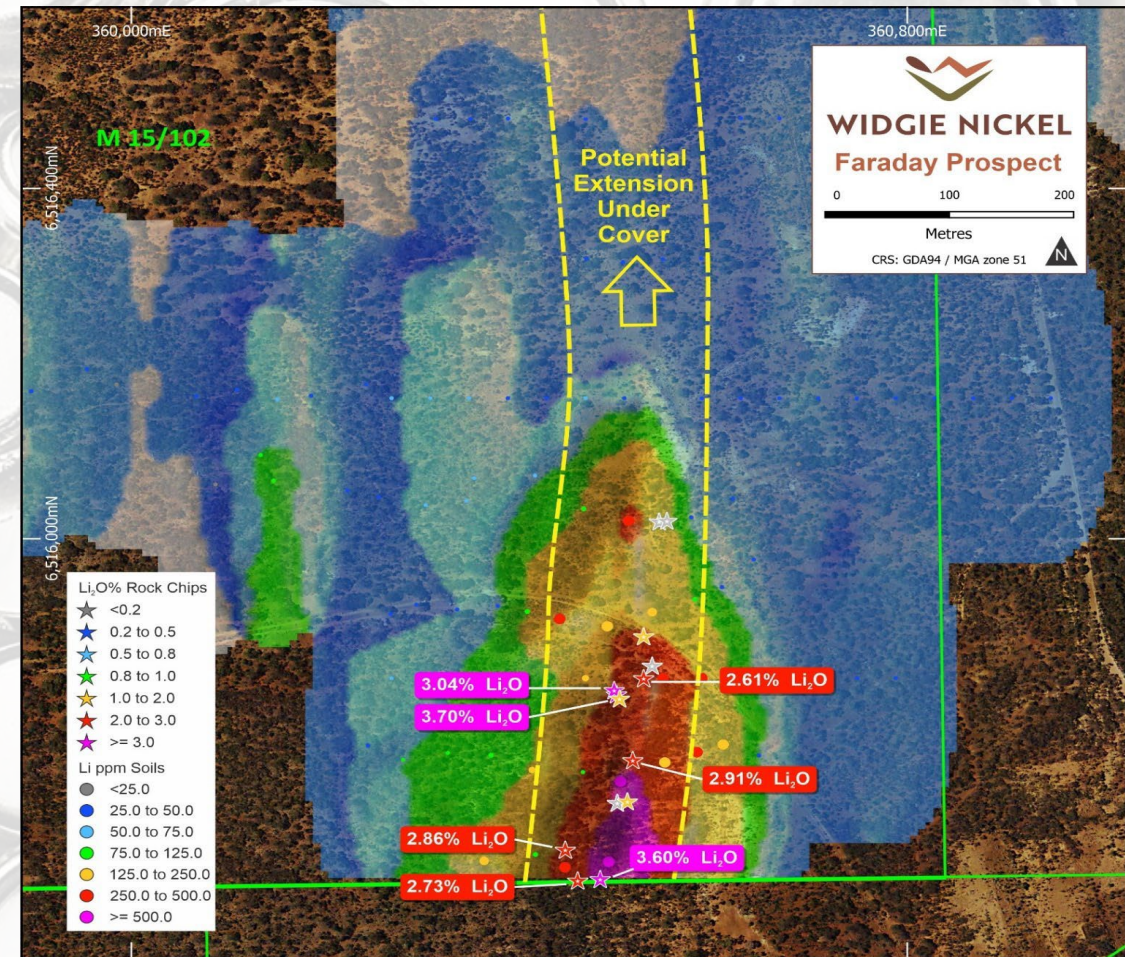 360,000mE
360,800mE
M 15/102
6,516,400mN
WIDGIE NICKEL
Faraday Prospect
0 100 200
Metres
CRS: GDA94 / MGA zone 51
N
Potential
Extension
Under
Cover
6,516,000mN
Li₂O% Rock Chips
<0.2
0.2 to 0.5
0.5 to 0.8
0.8 to 1.0
1.0 to 2.0
2.0 to 3.0
>= 3.0
Li ppm Soils
<25.0
25.0 to 50.0
50.0 to 75.0
75.0 to 125.0
125.0 to 250.0
250.0 to 500.0
>= 500.0
3.04% Li₂O
2.61% Li₂O
3.70% Li₂O
2.91% Li₂O
2.86% Li₂O
3.60% Li₂O
2.73% Li₂O